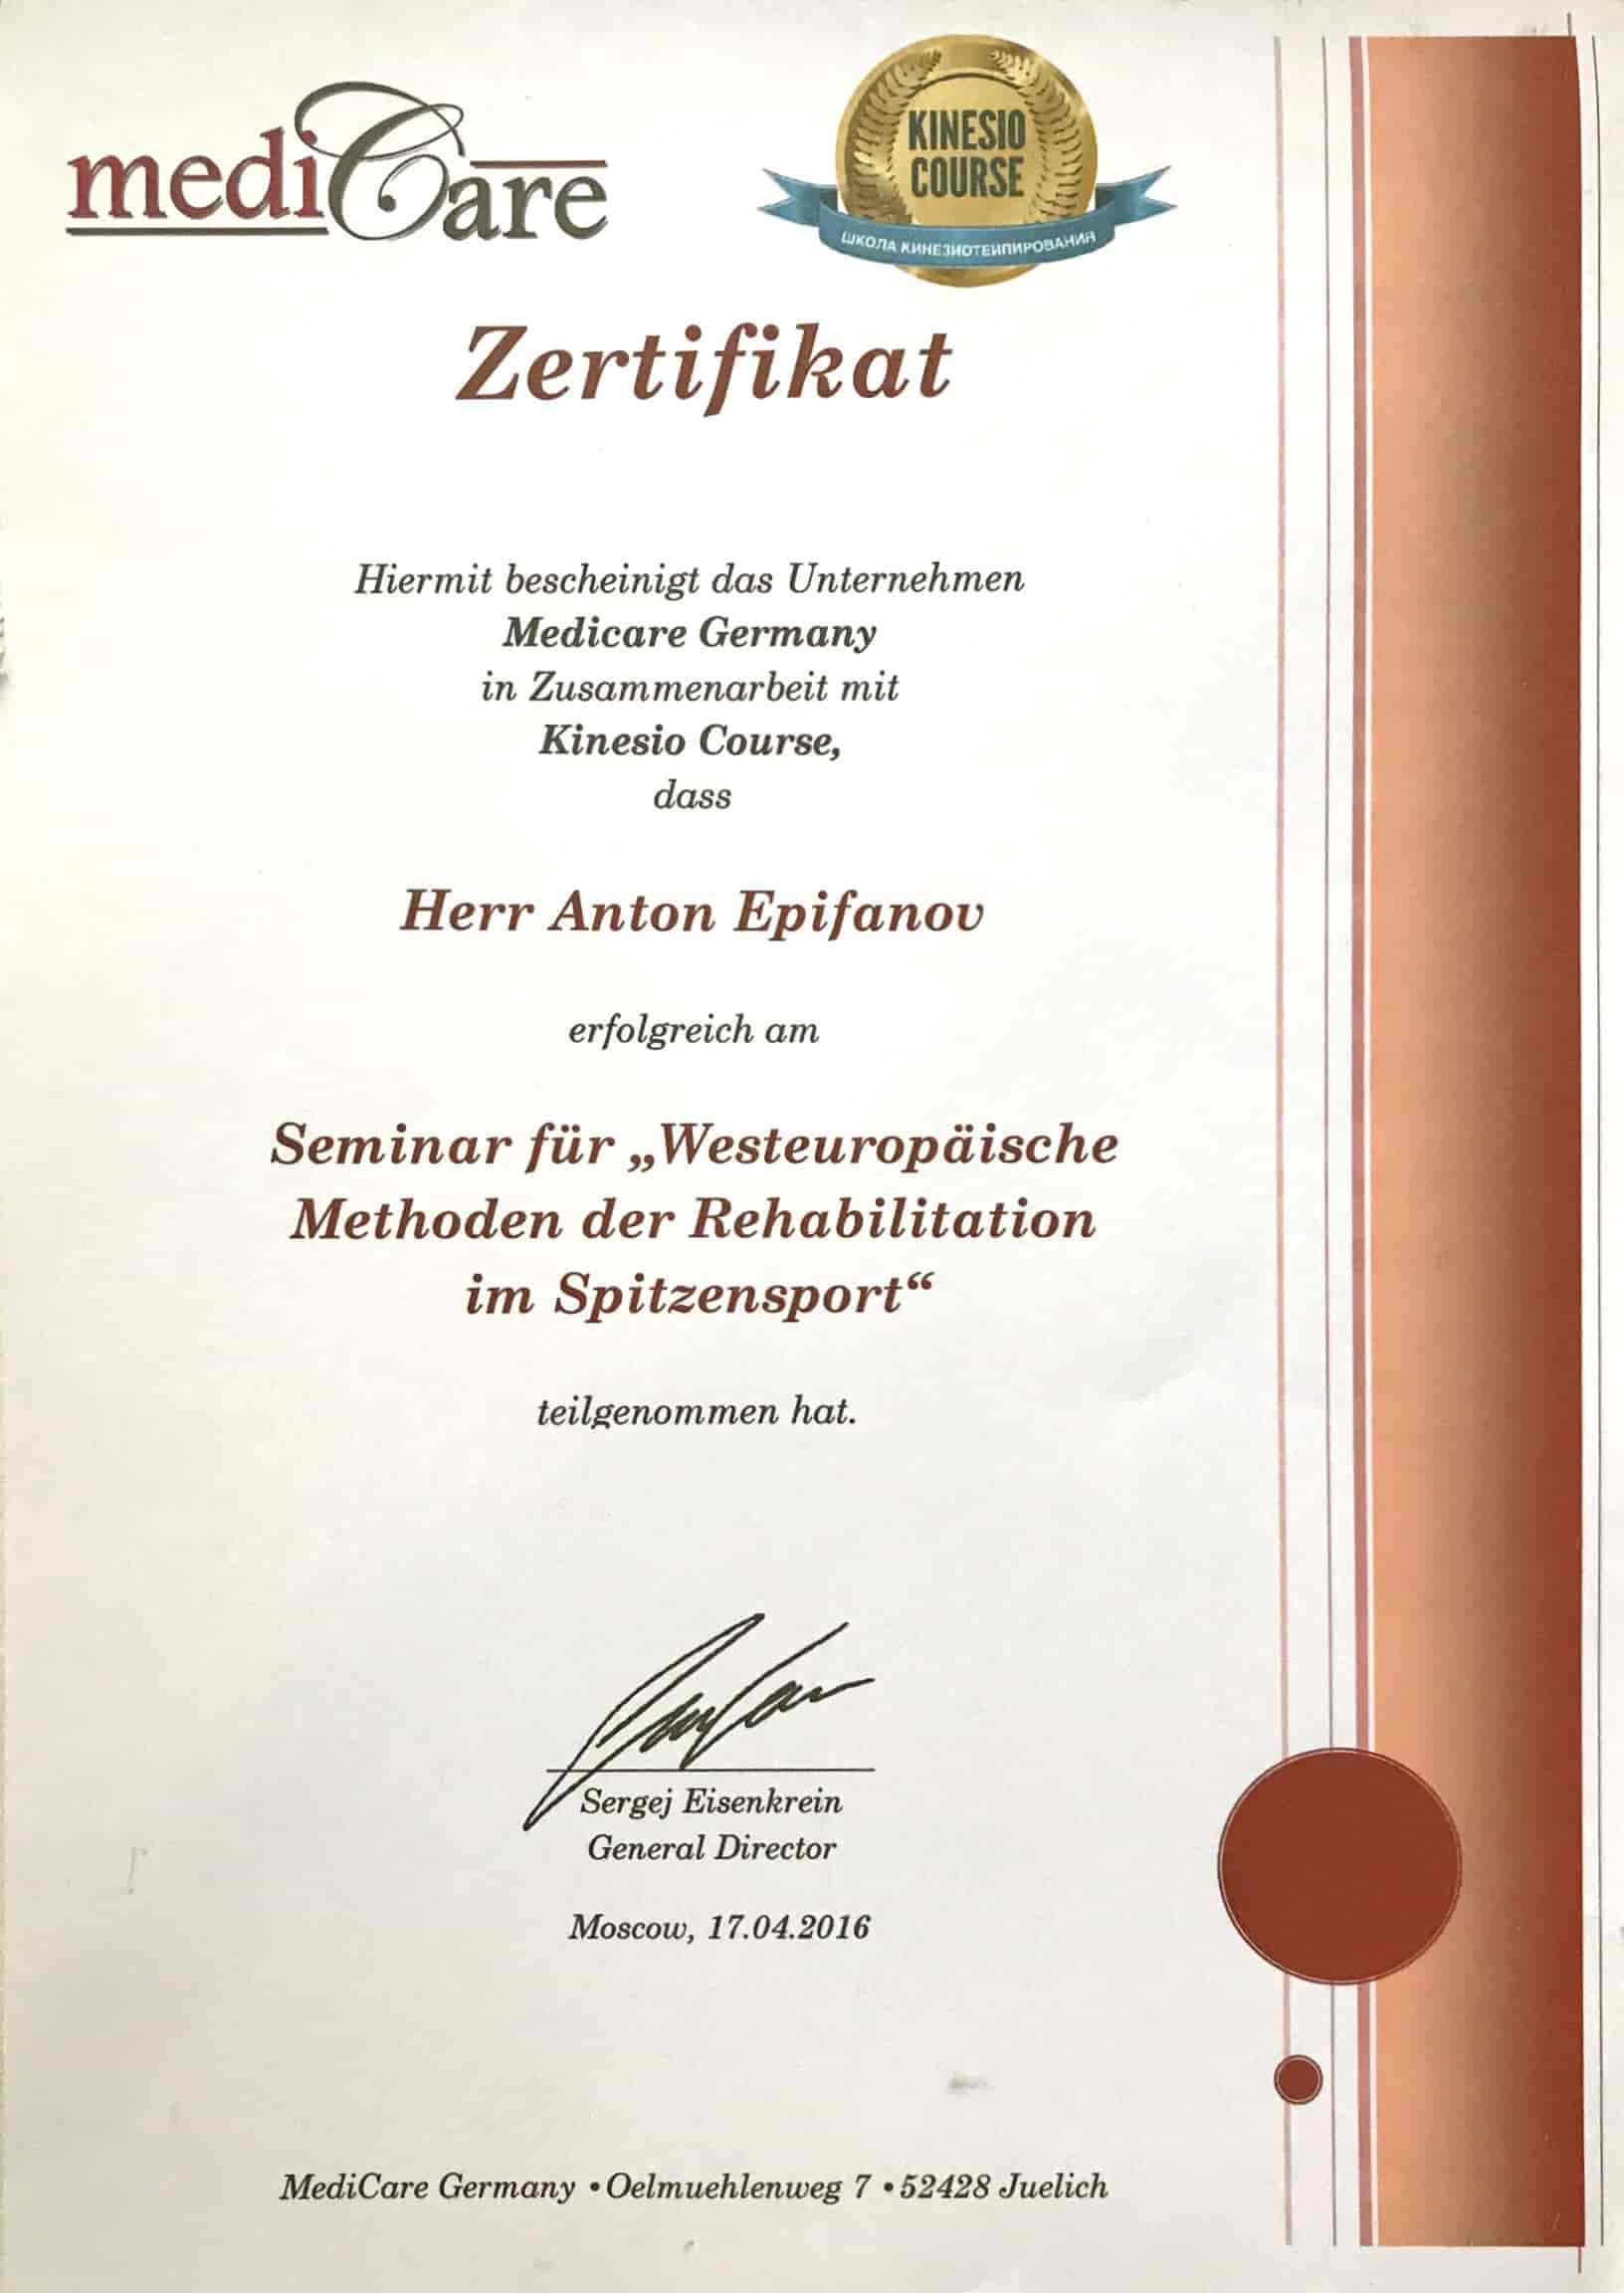 mediCare
KINESIO
COURSE
ШКОЛА КИНЕЗИОТЕЙПИРОВАНИЯ
Zertifikat
Hiermit bescheinigt das Unternehmen
Medicare Germany
in Zusammenarbeit mit
Kinesio Course,
dass
Herr Anton Epifanov
erfolgreich am
Seminar für „Westeuropäische
Methoden der Rehabilitation
im Spitzensport“
teilgenommen hat.
Sergej Eisenkrein
General Director
Moscow, 17.04.2016
MediCare Germany • Oelmuehlenweg 7 • 52428 Juelich